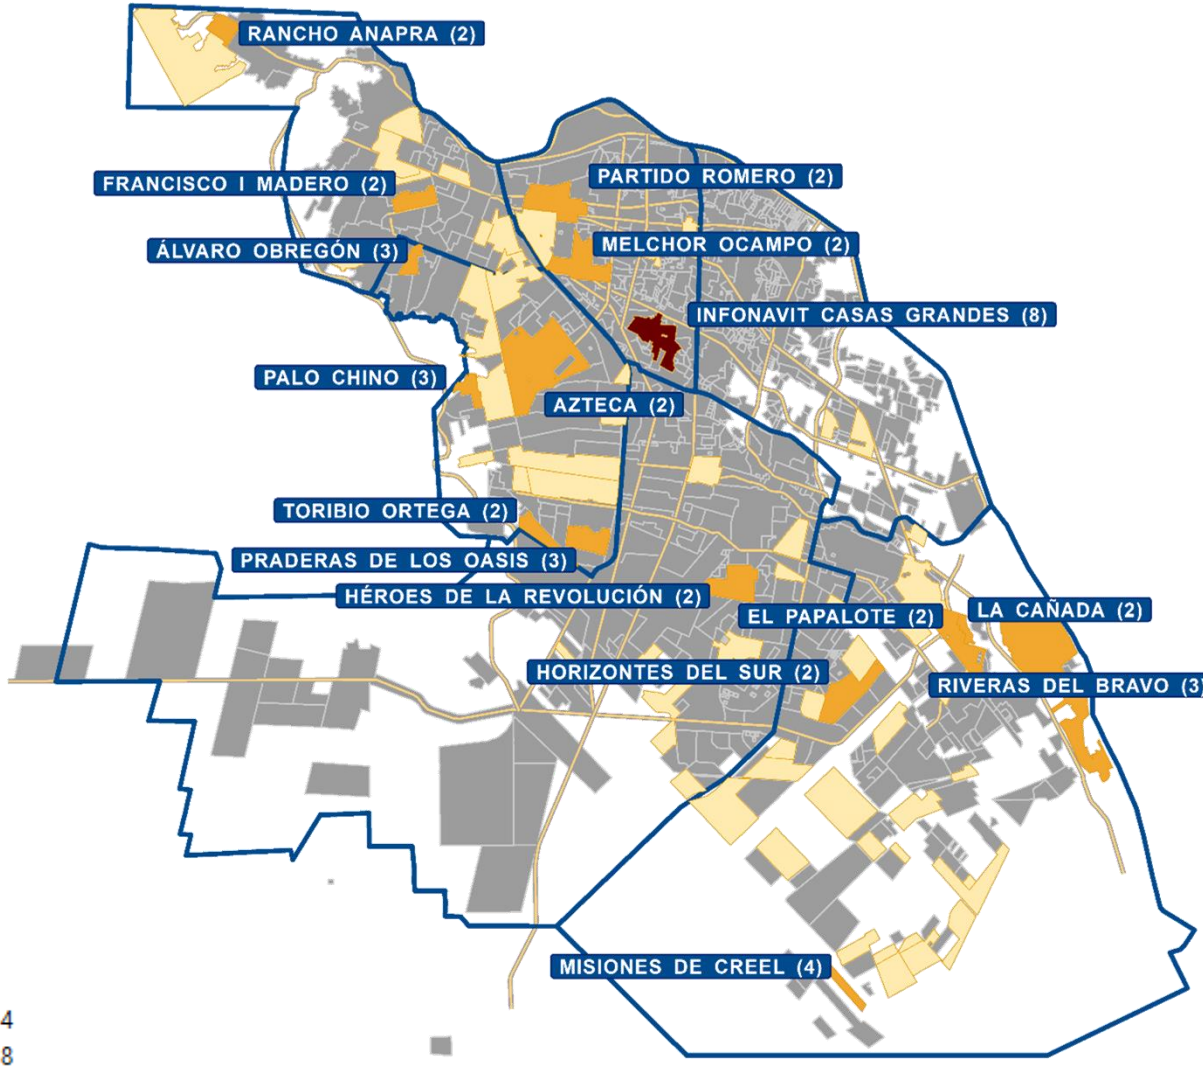 RANCHO ANAPRA (2)
PARTIDO ROMERO (2)
FRANCISCO I MADERO (2)
MELCHOR OCAMPO (2)
ÁLVARO OBREGÓN (3)
INFONAVIT CASAS GRANDES (8)
PALO CHINO (3)
AZTECA (2)
TORIBIO ORTEGA (2)
PRADERAS DE LOS OASIS (3)
HÉROES DE LA REVOLUCIÓN (2)
LA CAÑADA (2)
EL PAPALOTE (2)
HORIZONTES DEL SUR (2)
RIVERAS DEL BRAVO (3)
MISIONES DE CREEL (4)
4
8